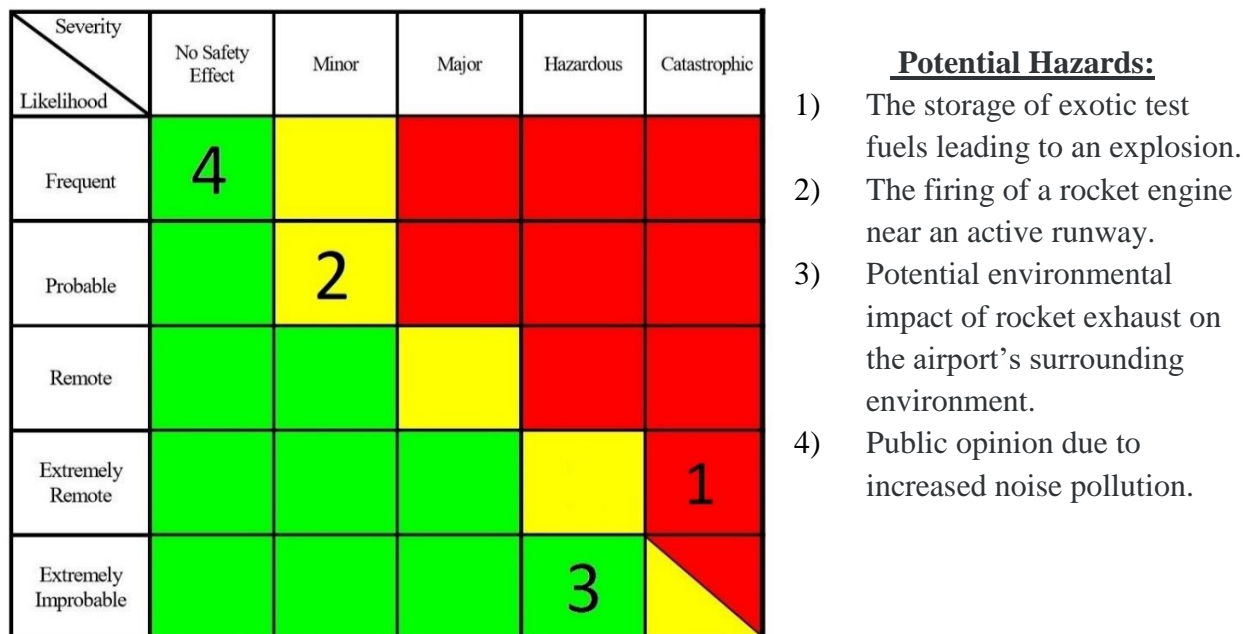 Severity
Likelihood
No Safety
Effect
Minor
Major
Hazardous
Catastrophic
Frequent
4
Probable
2
Remote
Extremely
Remote
1
Extremely
Improbable
3
Potential Hazards:
1) The storage of exotic test
fuels leading to an explosion.
2) The firing of a rocket engine
near an active runway.
3) Potential environmental
impact of rocket exhaust on
the airport’s surrounding
environment.
4) Public opinion due to
increased noise pollution.